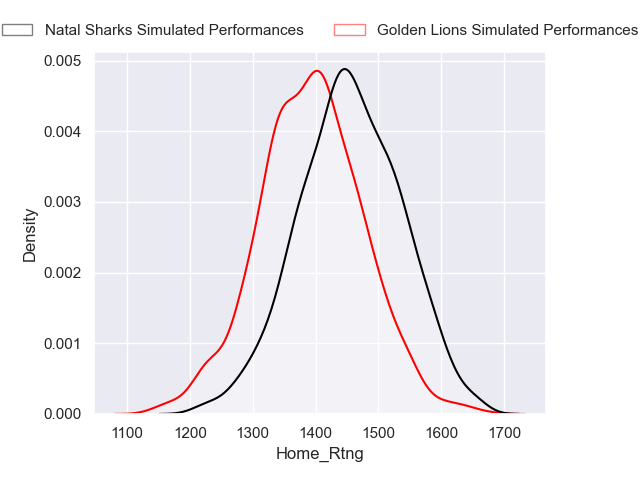 Natal Sharks Simulated Performances Golden Lions Simulated Performances
0.005
0.004
0.003
0.002
0.001
0.000
Density
1100 1200 1300 1400 1500 1600 1700
Home_Rtng